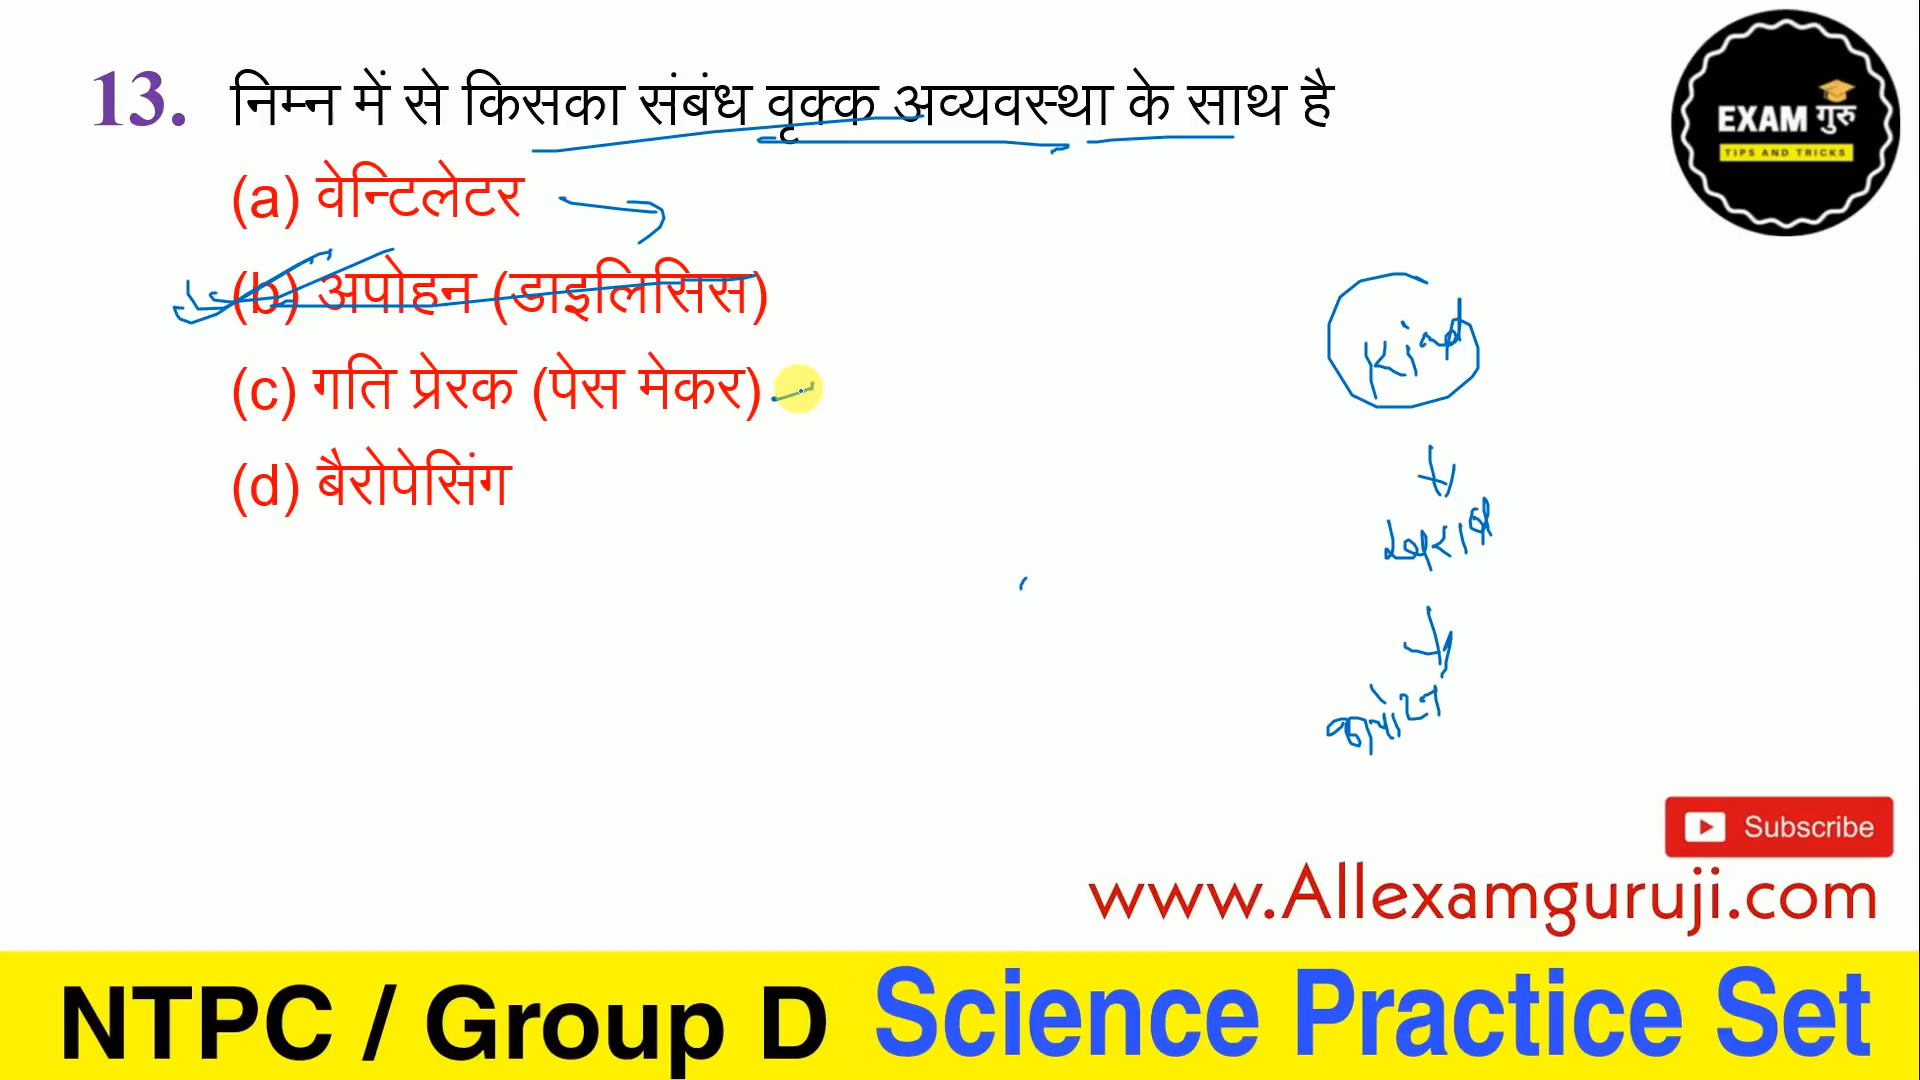 13. निम्न में से किसका संबंध वृक्क अव्यवस्था के साथ है
(a) वेन्टिलेटर
(b) अपोहन (डाइलिसिस)
(c) गति प्रेरक (पेस मेकर)
(d) बैरोपेसिंग
EXAM गुरु
TIPS AND TRICKS
Subscribe
www.Allexamguruji.com
NTPC / Group D Science Practice Set